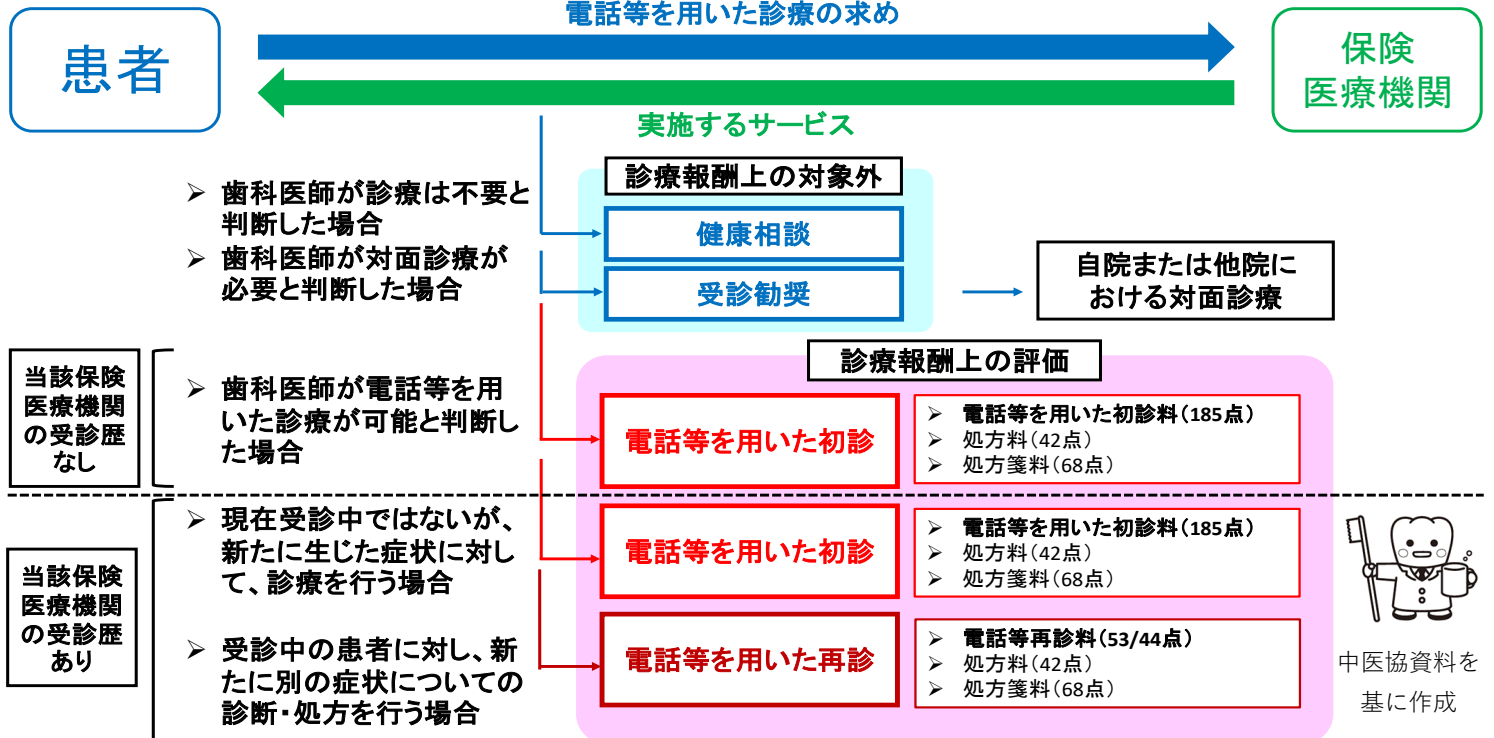 電話等を用いた診療の求め
患者
保険
医療機関
実施するサービス
診療報酬上の対象外
➢ 歯科医師が診療は不要と
判断した場合
健康相談
➢ 歯科医師が対面診療が
必要と判断した場合
受診勧奨
自院または他院に
おける対面診療
診療報酬上の評価
当該保険
医療機関
の受診歴
なし
➢ 歯科医師が電話等を用
いた診療が可能と判断し
た場合
電話等を用いた初診
➢ 電話等を用いた初診料(185点)
➢ 処方料(42点)
➢ 処方箋料(68点)
当該保険
医療機関
の受診歴
あり
➢ 現在受診中ではないが、
新たに生じた症状に対し
て、診療を行う場合
電話等を用いた初診
➢ 電話等を用いた初診料(185点)
➢ 処方料(42点)
➢ 処方箋料(68点)
➢ 受診中の患者に対し、新
たに別の症状についての
診断・処方を行う場合
電話等を用いた再診
➢ 電話等再診料(53/44点)
➢ 処方料(42点)
➢ 処方箋料(68点)
中医協資料を
基に作成